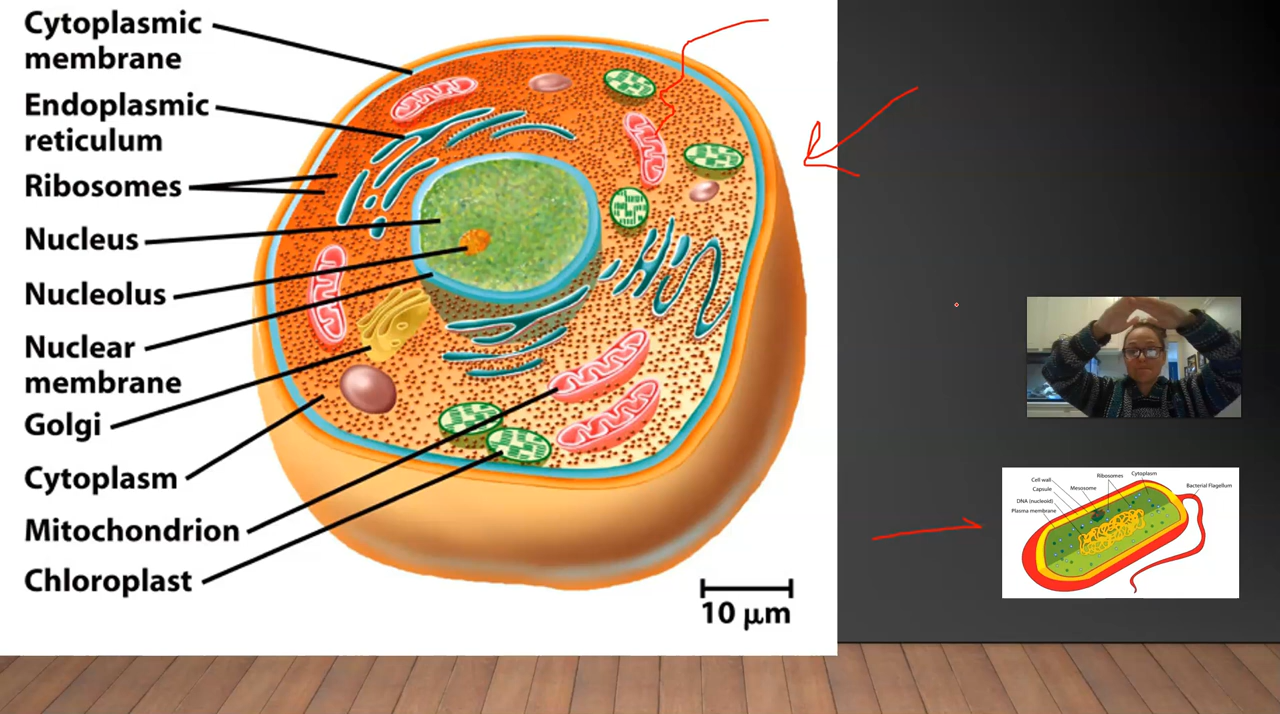 Cytoplasmic
membrane
Endoplasmic
reticulum
Ribosomes
Nucleus
Nucleolus
Nuclear
membrane
Golgi
Cytoplasm
Mitochondrion
Chloroplast
10 μm
Cell wall
Capsule
DNA (nucleoid)
Plasma membrane
Mesosome
Ribosomes
Cytoplasm
Bacterial Flagellum